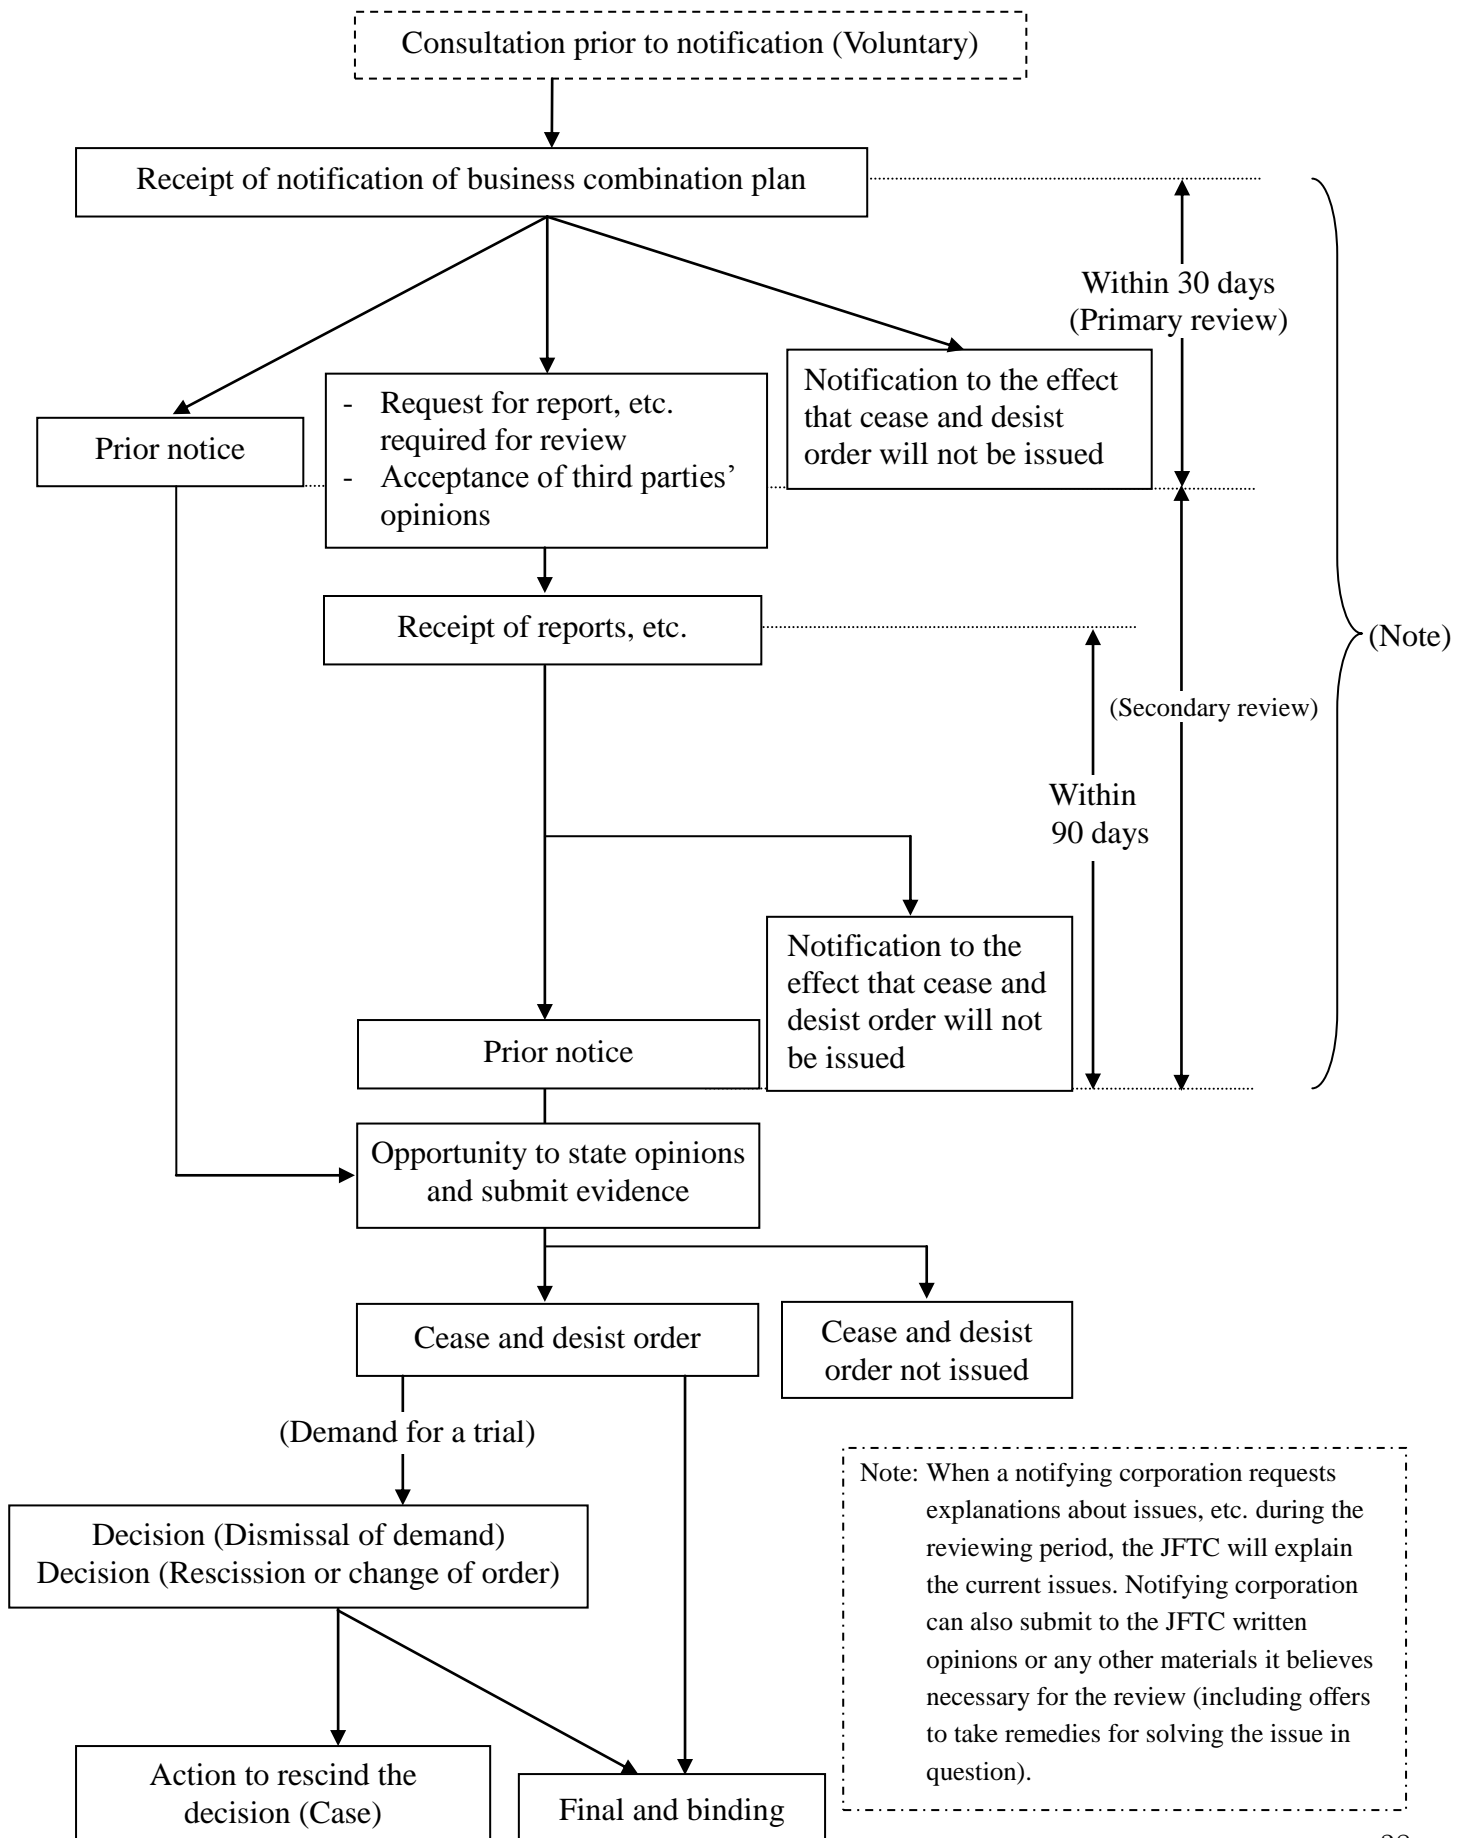 Consultation prior to notification (Voluntary)
Receipt of notification of business combination plan
Within 30 days
(Primary review)
Notification to the effect
that cease and desist
order will not be issued
- Request for report, etc.
required for review
- Acceptance of third parties’
opinions
Prior notice
Receipt of reports, etc.
(Note)
(Secondary review)
Within
90 days
Notification to the
effect that cease and
desist order will not
be issued
Prior notice
Opportunity to state opinions
and submit evidence
Cease and desist order
Cease and desist
order not issued
(Demand for a trial)
Decision (Dismissal of demand)
Decision (Rescission or change of order)
Note: When a notifying corporation requests
explanations about issues, etc. during the
reviewing period, the JFTC will explain
the current issues. Notifying corporation
can also submit to the JFTC written
opinions or any other materials it believes
necessary for the review (including offers
to take remedies for solving the issue in
question).
Action to rescind the
decision (Case)
Final and binding